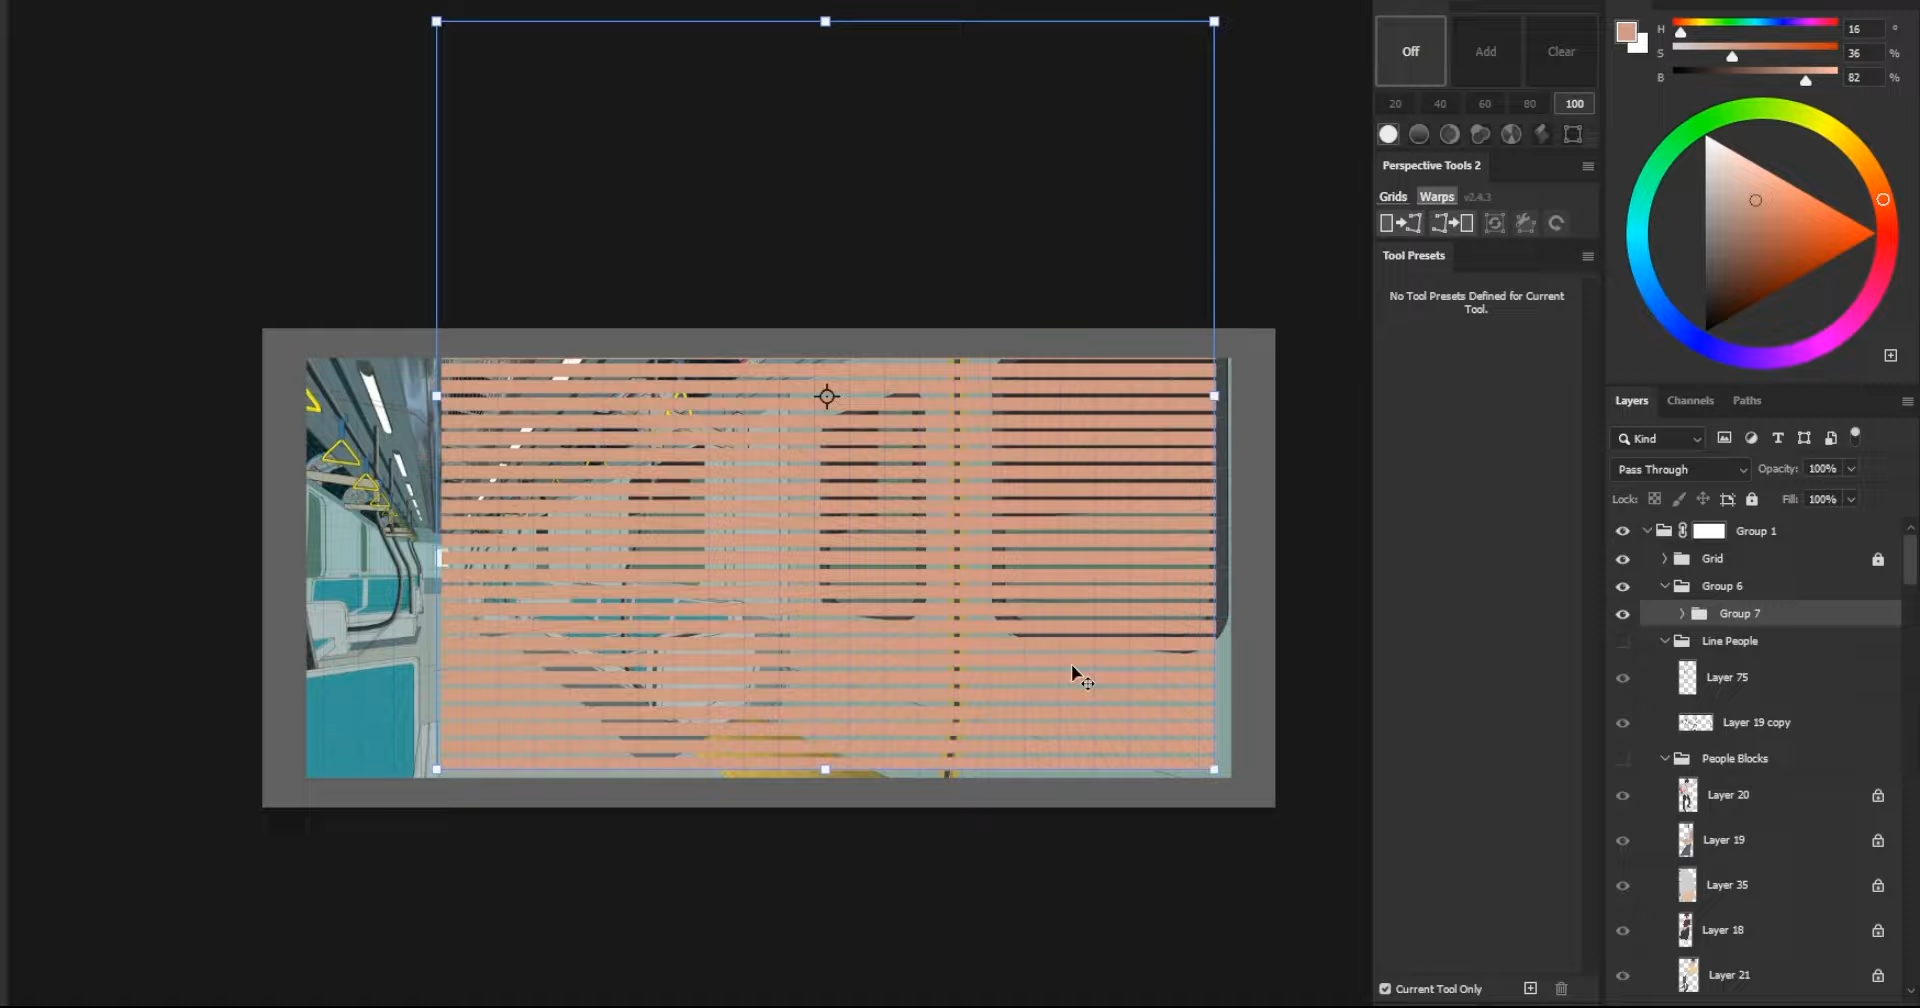 Off Add Clear
20 40 60 80 100
Perspective Tools 2
Grids Warps v2.4.3
Tool Presets
No Tool Presets Defined for Current
Tool.
Current Tool Only
H 16 °
S 36 %
B 82 %
Layers Channels Paths
Kind
Pass Through Opacity: 100%
Lock: Fill: 100%
Group 1
Grid
Group 6
Group 7
Line People
Layer 75
Layer 19 copy
People Blocks
Layer 20
Layer 19
Layer 35
Layer 18
Layer 21